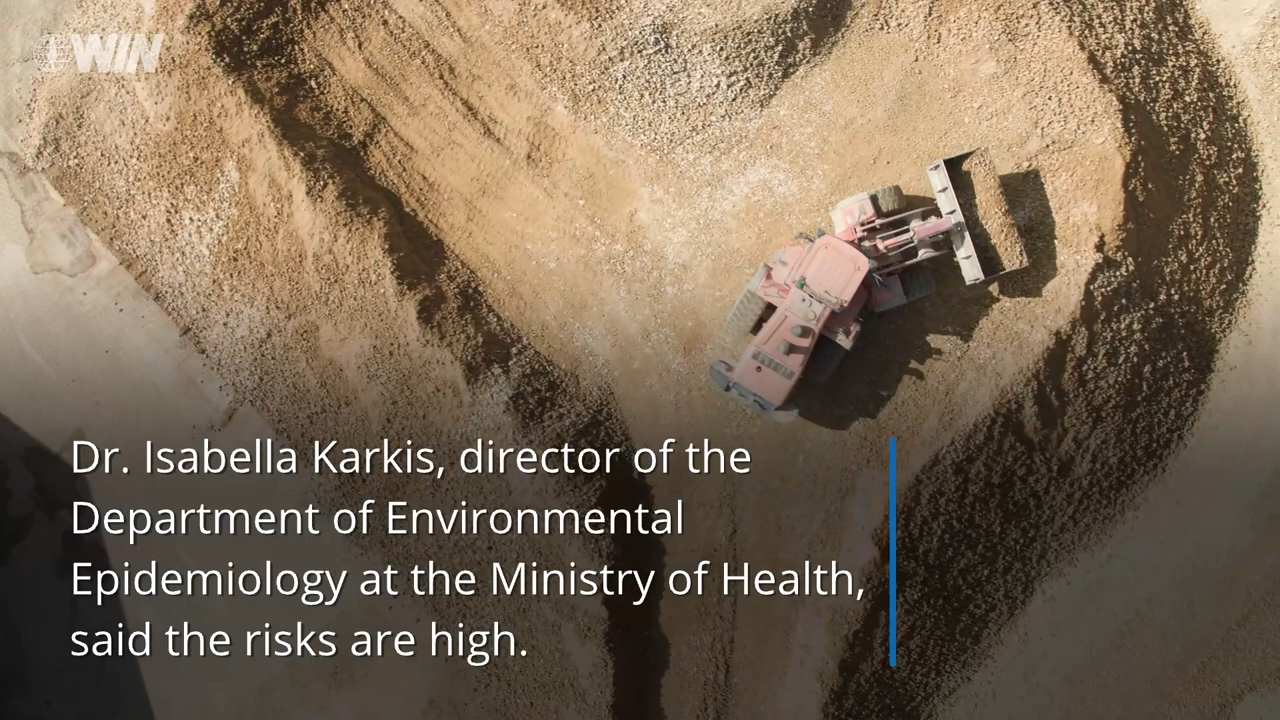 WIN
Dr. Isabella Karkis, director of the
Department of Environmental
Epidemiology at the Ministry of Health,
said the risks are high.